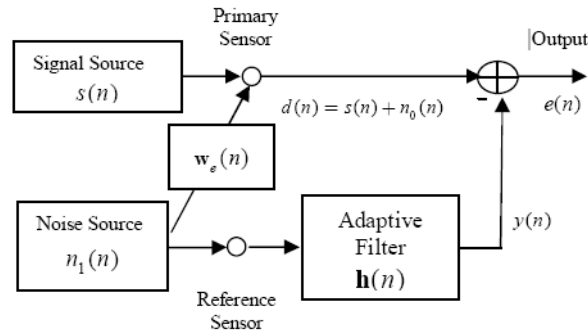 Primary
Sensor
Signal Source
s(n)
|Output
d(n) = s(n) + n₀(n)
-
e(n)
𝐰ₑ(n)
Noise Source
n₁(n)
Adaptive
Filter
𝐡(n)
y(n)
Reference
Sensor